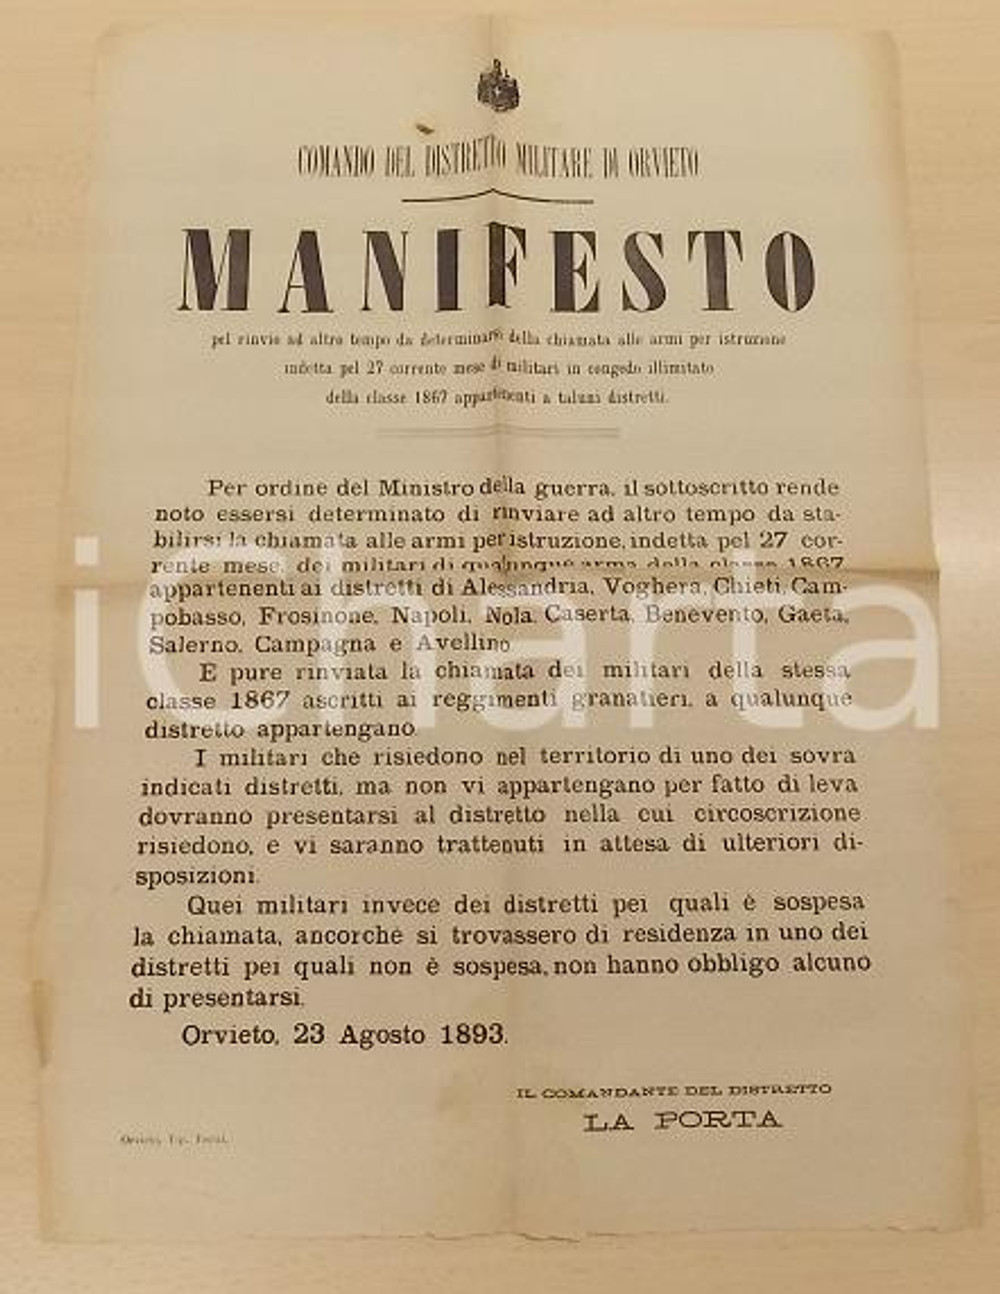 COMANDO DEL DISTRETTO MILITARE DI ORVIETO
MANIFESTO
pel rinvio ad altro tempo da determinarsi della chiamata alle armi per istruzione
indetta pel 27 corrente mese di militari in congedo illimitato
della classe 1867 appartenenti a taluni distretti.
Per ordine del Ministro della guerra, il sottoscritto rende
noto essersi determinato di rinviare ad altro tempo da sta-
bilirsi la chiamata alle armi per istruzione, indetta pel 27 cor-
rente mese, dei militari di qualunque arma della classe 1867
appartenenti ai distretti di Alessandria, Voghera, Chieti, Cam-
pobasso, Frosinone, Napoli, Nola, Caserta, Benevento, Gaeta,
Salerno, Campagna e Avellino
E pure rinviata la chiamata dei militari della stessa
classe 1867 ascritti ai reggimenti granatieri, a qualunque
distretto appartengano.
I militari che risiedono nel territorio di uno dei sovra
indicati distretti, ma non vi appartengano per fatto di leva
dovranno presentarsi al distretto nella cui circoscrizione
risiedono, e vi saranno trattenuti in attesa di ulteriori di-
sposizioni.
Quei militari invece dei distretti pei quali è sospesa
la chiamata, ancorchè si trovassero di residenza in uno dei
distretti pei quali non è sospesa, non hanno obbligo alcuno
di presentarsi.
Orvieto, 23 Agosto 1893.
IL COMANDANTE DEL DISTRETTO
LA PORTA
Orvieto, Tip.